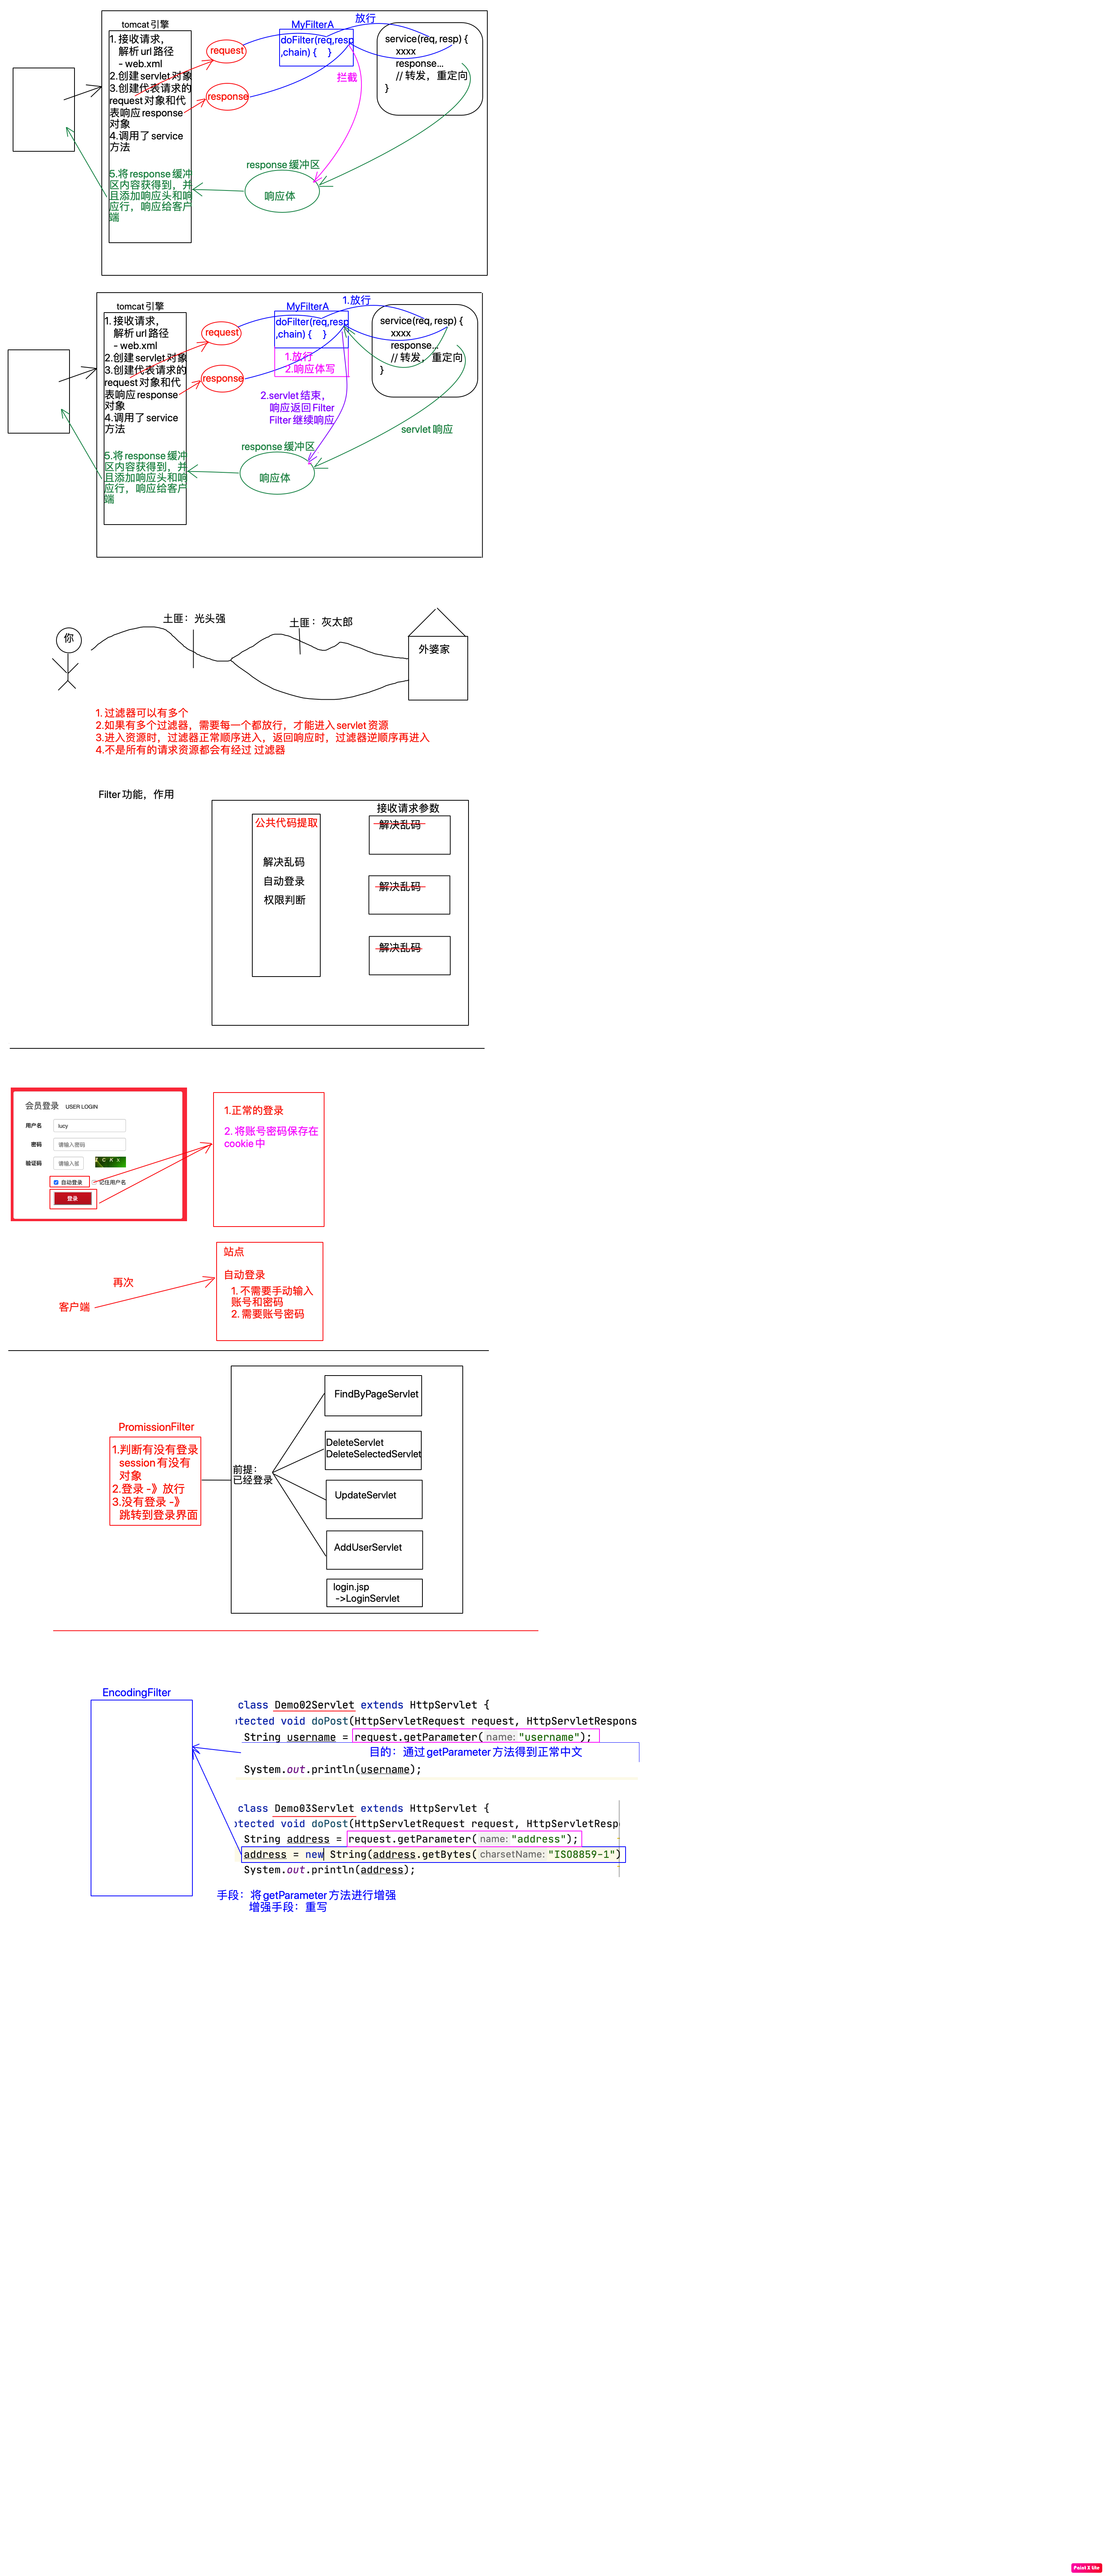 tomcat 引擎
1. 接收请求，
解析 url 路径
- web.xml
2.创建 servlet 对象
3.创建代表请求的
request 对象和代
表响应 response
对象
4.调用了 service
方法
5.将 response 缓冲
区内容获得到，并
且添加响应头和响
应行，响应给客户
端
request
response
MyFilterA
doFilter(req,resp
,chain) { }
放行
拦截
service(req, resp) {
xxxx
response...
// 转发，重定向
}
response 缓冲区
响应体
tomcat 引擎
1. 接收请求，
解析 url 路径
- web.xml
2.创建 servlet 对象
3.创建代表请求的
request 对象和代
表响应 response
对象
4.调用了 service
方法
5.将 response 缓冲
区内容获得到，并
且添加响应头和响
应行，响应给客户
端
request
response
MyFilterA
doFilter(req,resp
,chain) { }
1.放行
2.响应体写
1.放行
service(req, resp) {
xxxx
response...
// 转发，重定向
}
2.servlet 结束，
响应返回 Filter
Filter 继续响应
servlet 响应
response 缓冲区
响应体
你
土匪：光头强
土匪：灰太郎
外婆家
1. 过滤器可以有多个
2.如果有多个过滤器，需要每一个都放行，才能进入 servlet 资源
3.进入资源时，过滤器正常顺序进入，返回响应时，过滤器逆顺序再进入
4.不是所有的请求资源都会有经过 过滤器
Filter 功能，作用
公共代码提取
解决乱码
自动登录
权限判断
接收请求参数
解决乱码
解决乱码
解决乱码
会员登录 USER LOGIN
用户名 lucy
密码 请输入密码
验证码 请输入验
自动登录 记住用户名
登录
1.正常的登录
2. 将账号密码保存在
cookie 中
客户端
再次
站点
自动登录
1. 不需要手动输入
账号和密码
2. 需要账号密码
PromissionFilter
1.判断有没有登录
session 有没有
对象
2.登录 -》放行
3.没有登录 -》
跳转到登录界面
前提：
已经登录
FindByPageServlet
DeleteServlet
DeleteSelectedServlet
UpdateServlet
AddUserServlet
login.jsp
->LoginServlet
EncodingFilter
class Demo02Servlet extends HttpServlet {
otected void doPost(HttpServletRequest request, HttpServletRespons
String username = request.getParameter( name: "username");
目的：通过 getParameter 方法得到正常中文
System.out.println(username);
class Demo03Servlet extends HttpServlet {
otected void doPost(HttpServletRequest request, HttpServletResp
String address = request.getParameter( name: "address");
address = new String(address.getBytes( charsetName: "ISO8859-1")
System.out.println(address);
手段：将 getParameter 方法进行增强
增强手段：重写
Paint X Lite